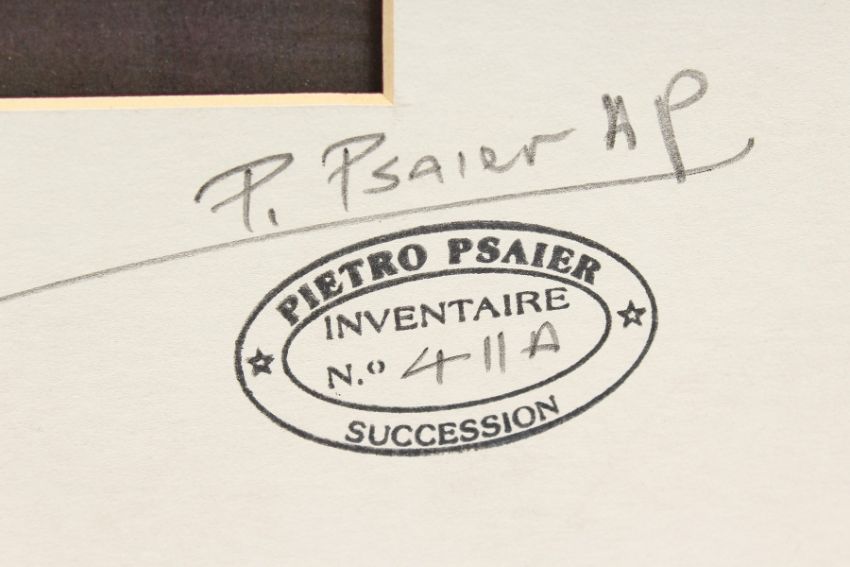 P. Psaier AP
PIETRO PSAIER
INVENTAIRE
N.º 411A
SUCCESSION